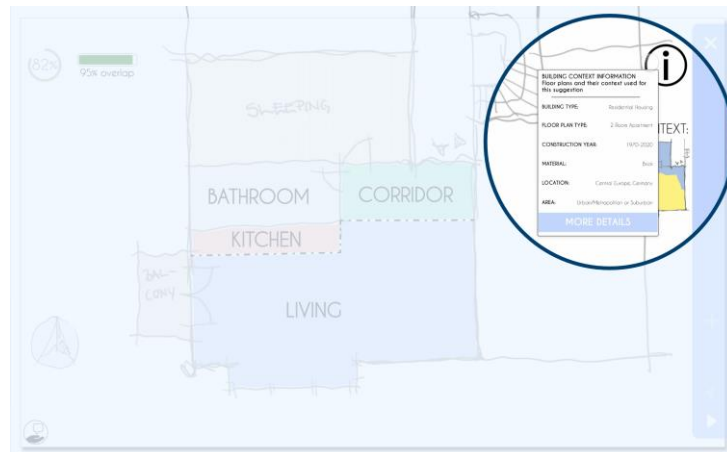 82%
95% overlap
SLEEPING
BATHROOM
CORRIDOR
KITCHEN
BAL-
CONY
LIVING
i
BUILDING CONTEXT INFORMATION
Floor plans and their context used for
this suggestion
BUILDING TYPE: Residential Housing
FLOOR PLAN TYPE: 2 Room Apartment
CONSTRUCTION YEAR: 1970-2020
MATERIAL: Brick
LOCATION: Central Europe, Germany
AREA: Urban/Metropolitan or Suburban
MORE DETAILS
TEXT: